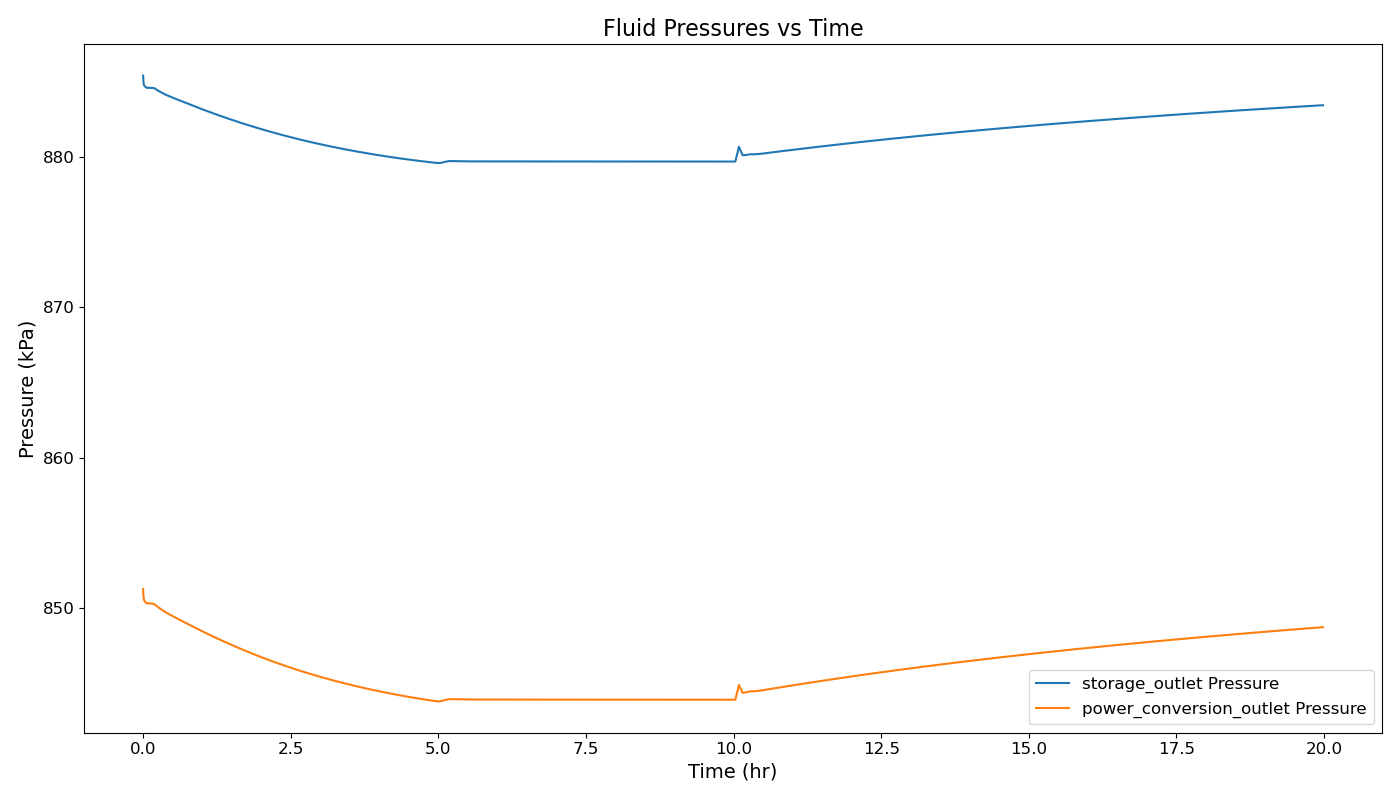 Fluid Pressures vs Time
Pressure (kPa)
880
870
860
850
0.0 2.5 5.0 7.5 10.0 12.5 15.0 17.5 20.0
Time (hr)
storage_outlet Pressure
power_conversion_outlet Pressure